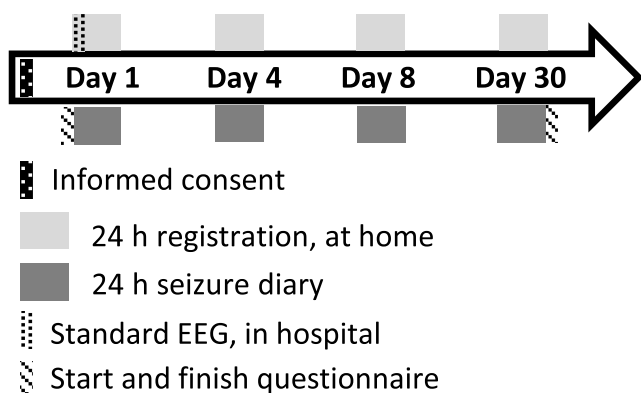 Day 1 Day 4 Day 8 Day 30
Informed consent
24 h registration, at home
24 h seizure diary
Standard EEG, in hospital
Start and finish questionnaire